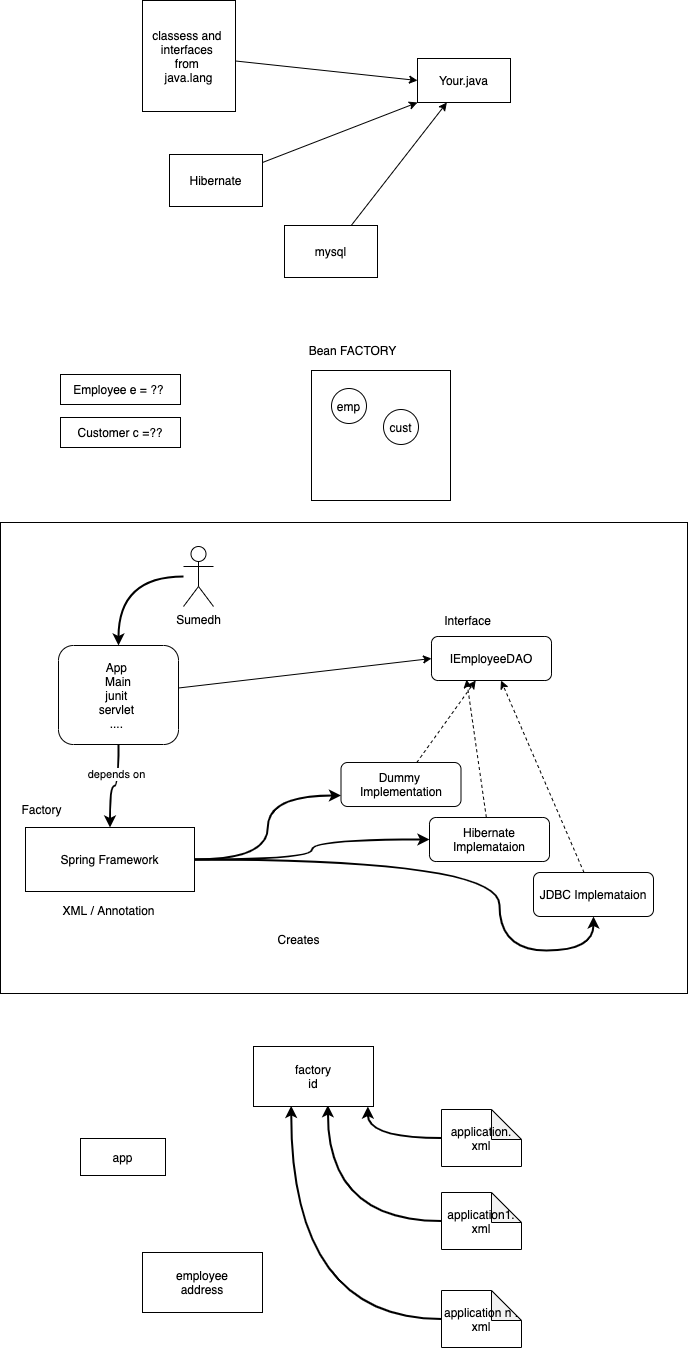 classess and
interfaces
from
java.lang
Your.java
Hibernate
mysql
Bean FACTORY
Employee e = ??
emp
cust
Customer c =??
Sumedh
Interface
IEmployeeDAO
App
Main
junit
servlet
....
depends on
Dummy
Implementation
Factory
Hibernate
Implemataion
Spring Framework
JDBC Implemataion
XML / Annotation
Creates
factory
id
application.
xml
app
application1.
xml
employee
address
application n
xml